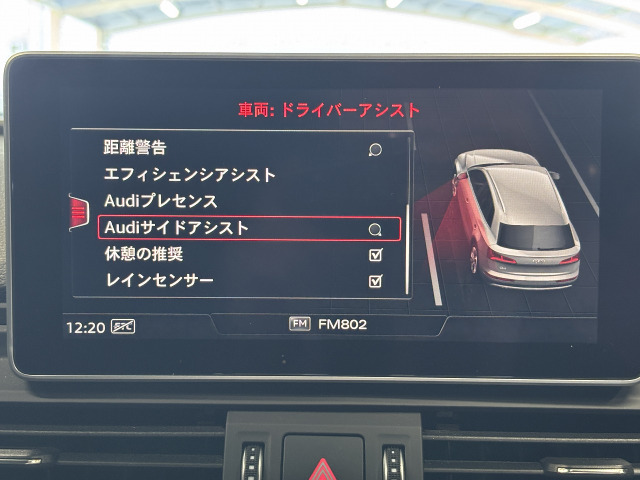 車両: ドライバーアシスト
距離警告
エフィシェンシアシスト
Audiプレセンス
Audiサイドアシスト
休憩の推奨
レインセンサー
12:20
FM FM802